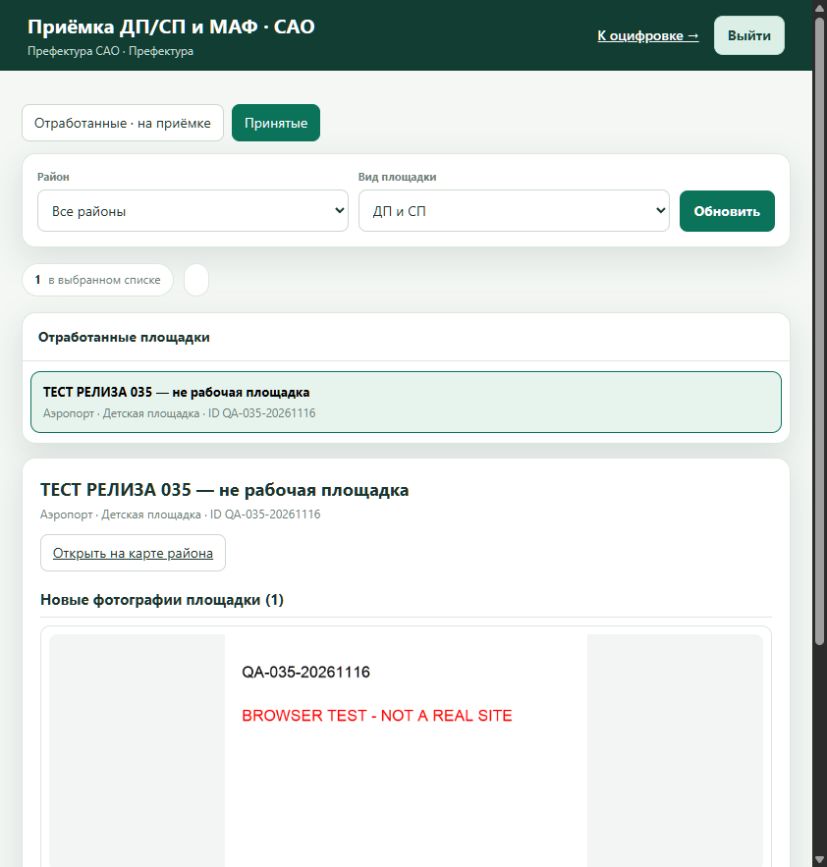 Приёмка ДП/СП и МАФ · САО
Префектура САО · Префектура
К оцифровке →
Выйти
Отработанные · на приёмке
Принятые
Район
Вид площадки
Все районы
ДП и СП
Обновить
1 в выбранном списке
Отработанные площадки
ТЕСТ РЕЛИЗА 035 — не рабочая площадка
Аэропорт · Детская площадка · ID QA-035-20261116
ТЕСТ РЕЛИЗА 035 — не рабочая площадка
Аэропорт · Детская площадка · ID QA-035-20261116
Открыть на карте района
Новые фотографии площадки (1)
QA-035-20261116
BROWSER TEST - NOT A REAL SITE